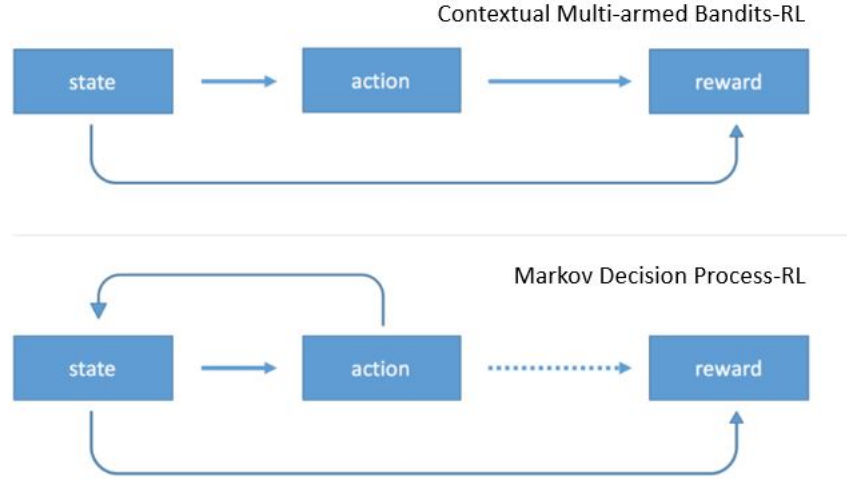 Contextual Multi-armed Bandits-RL
state
action
reward
Markov Decision Process-RL
state
action
reward